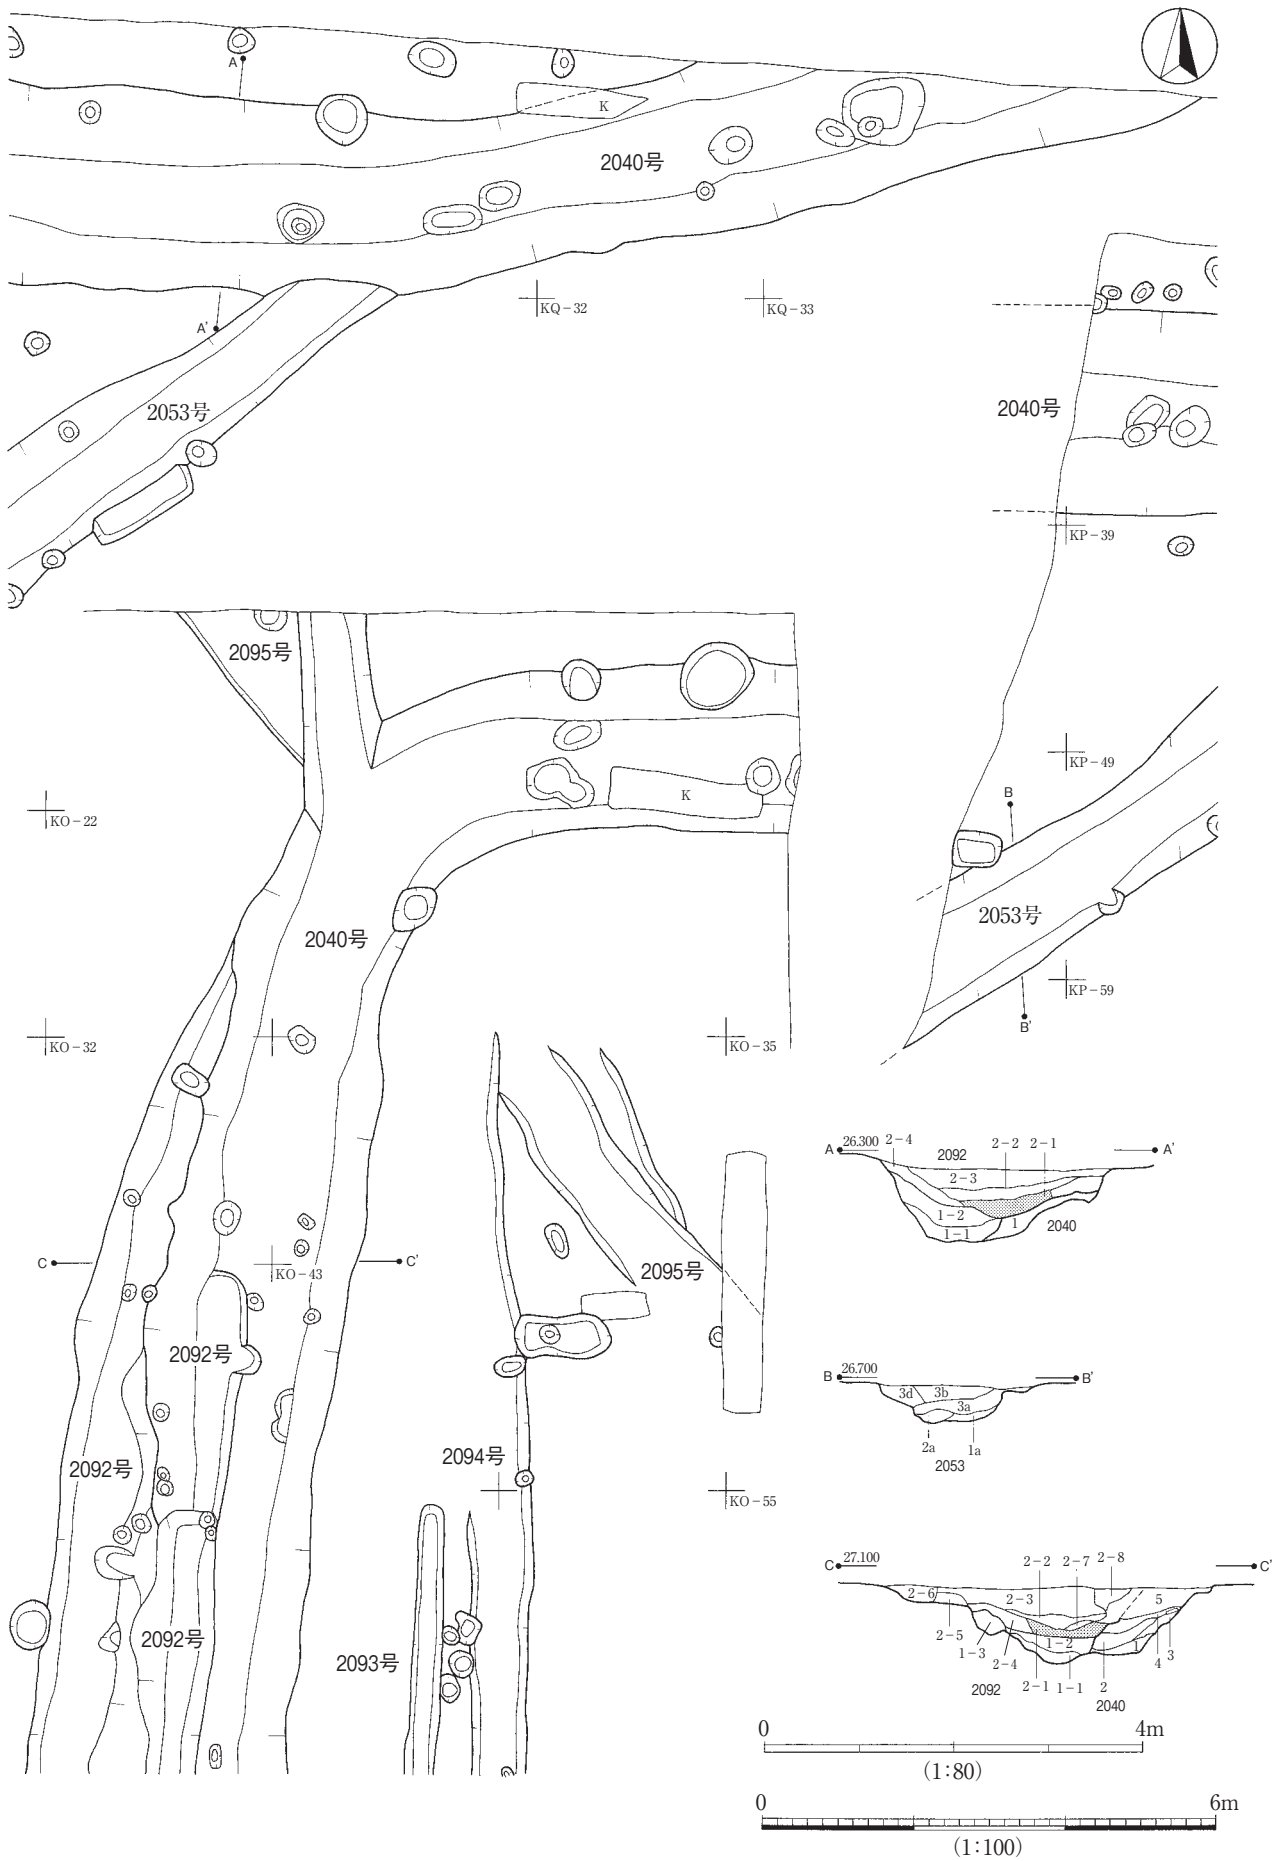 A
K
2040号
A'
KQ-32
KQ-33
2053号
2040号
KP-39
2095号
K
KO-22
2040号
KP-49
B
2053号
KP-59
B'
KO-32
KO-35
C
C'
KO-43
2095号
2092号
2092号
2094号
KO-55
2092号
2093号
A 26.300 2-4 2092 2-2 2-1 A'
2-3
1-2 1 2040
1-1
B 26.700 B'
3d 3b
3a
2a 1a
2053
C 27.100 2-2 2-7 2-8 C'
2-6 2-3 5
2-5 1-3 2-4 1-2 1 4 3
2092 2-1 1-1 2 2040
0 4m
(1:80)
0 6m
(1:100)